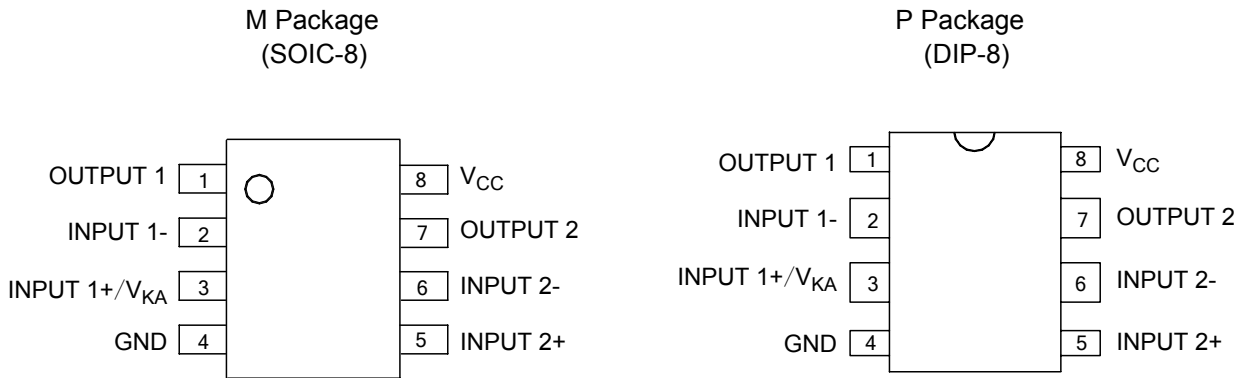 M Package
(SOIC-8)
OUTPUT 1 1 8 VCC
INPUT 1- 2 7 OUTPUT 2
INPUT 1+/VKA 3 6 INPUT 2-
GND 4 5 INPUT 2+
P Package
(DIP-8)
OUTPUT 1 1 8 VCC
INPUT 1- 2 7 OUTPUT 2
INPUT 1+/VKA 3 6 INPUT 2-
GND 4 5 INPUT 2+